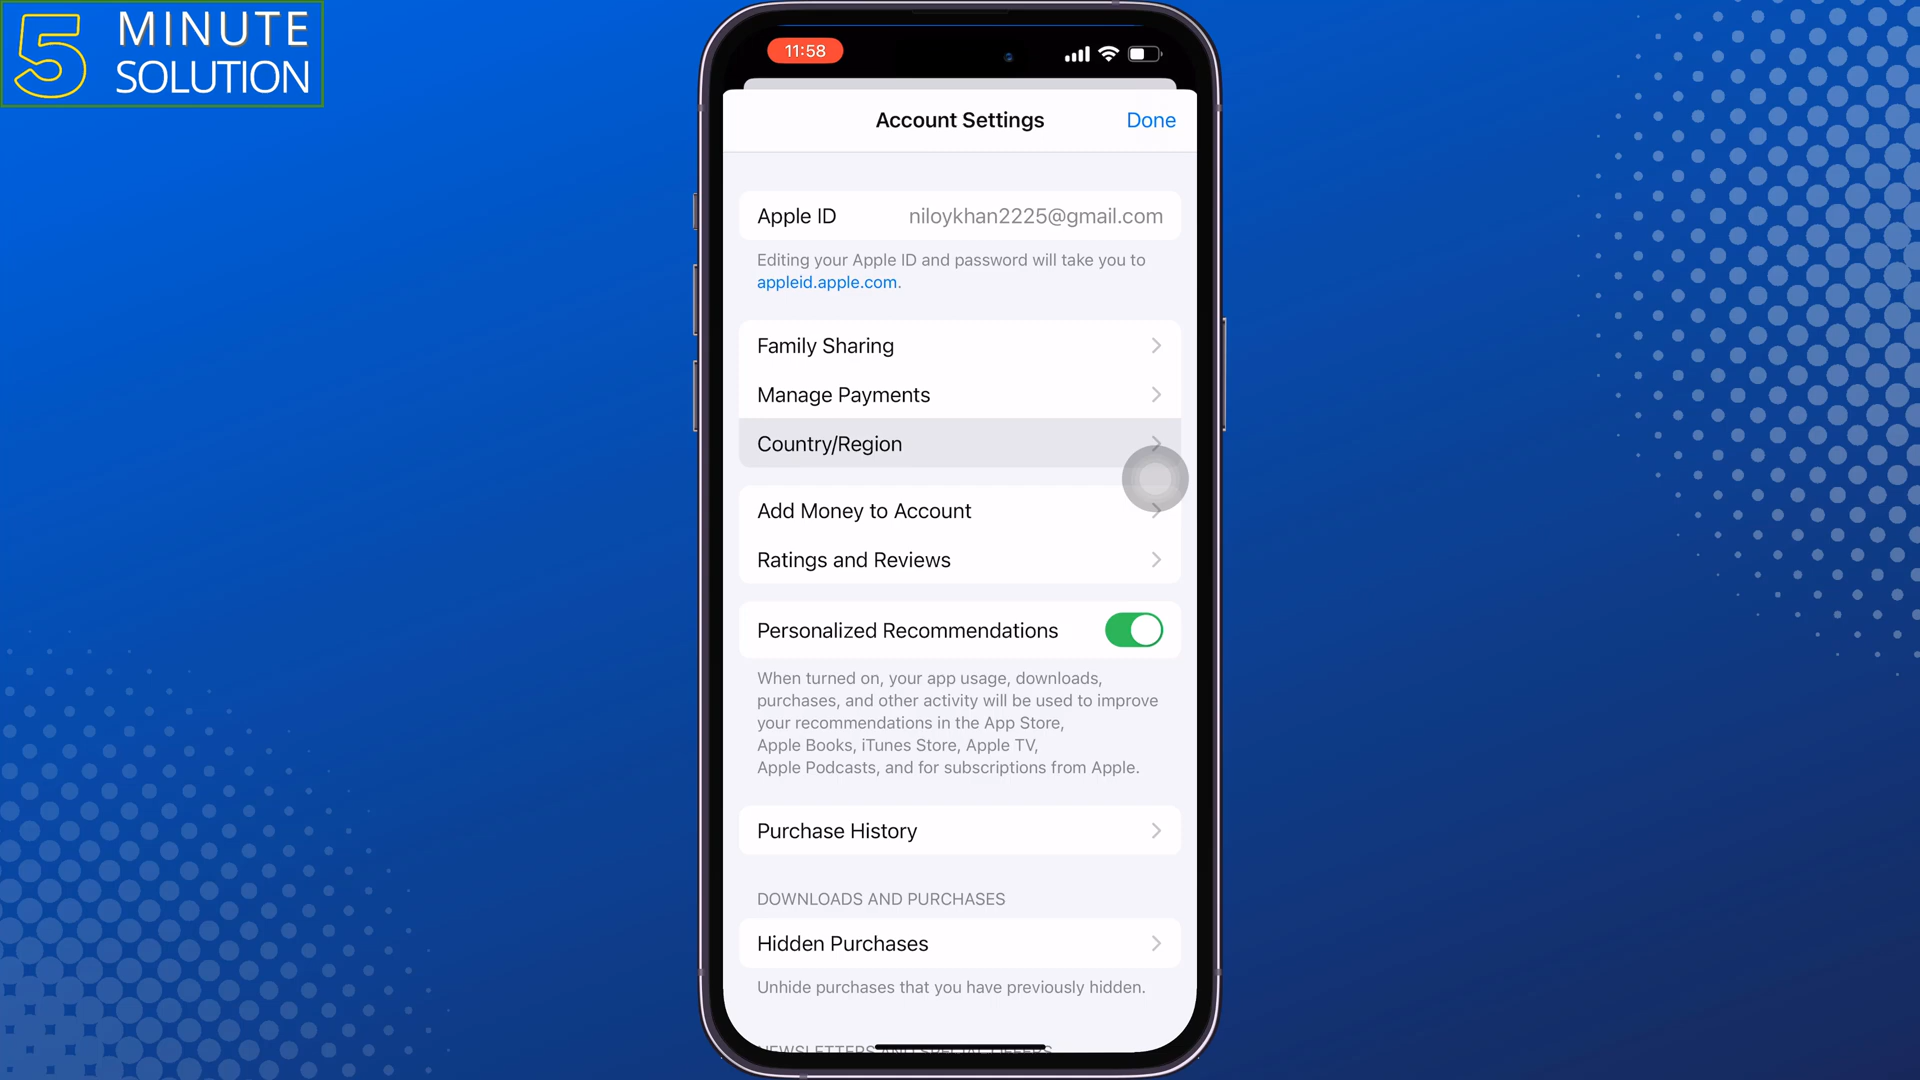 5 MINUTE
SOLUTION
11:58
Account Settings
Done
Apple ID
niloykhan2225@gmail.com
Editing your Apple ID and password will take you to
appleid.apple.com.
Family Sharing
Manage Payments
Country/Region
Add Money to Account
Ratings and Reviews
Personalized Recommendations
When turned on, your app usage, downloads,
purchases, and other activity will be used to improve
your recommendations in the App Store,
Apple Books, iTunes Store, Apple TV,
Apple Podcasts, and for subscriptions from Apple.
Purchase History
DOWNLOADS AND PURCHASES
Hidden Purchases
Unhide purchases that you have previously hidden.
NEWSLETTERS AND SPECIAL OFFERS